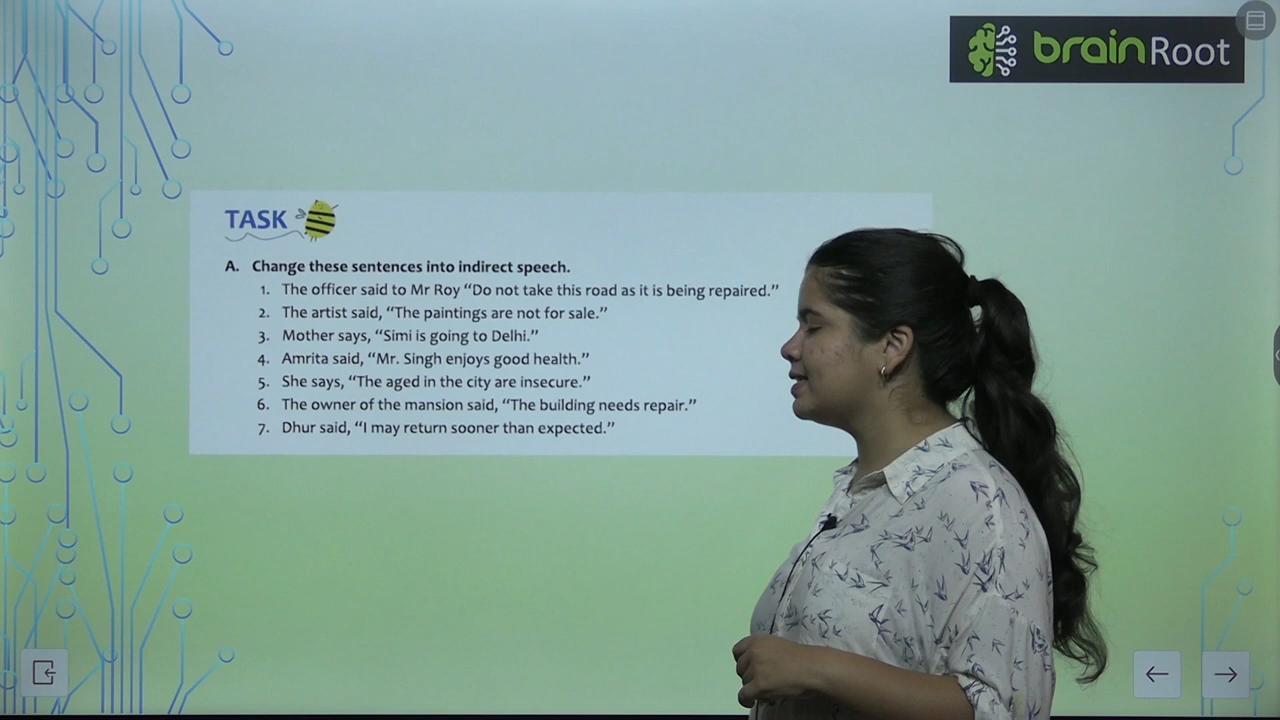 brainRoot
TASK
A. Change these sentences into indirect speech.
1. The officer said to Mr Roy “Do not take this road as it is being repaired.”
2. The artist said, “The paintings are not for sale.”
3. Mother says, “Simi is going to Delhi.”
4. Amrita said, “Mr. Singh enjoys good health.”
5. She says, “The aged in the city are insecure.”
6. The owner of the mansion said, “The building needs repair.”
7. Dhur said, “I may return sooner than expected.”